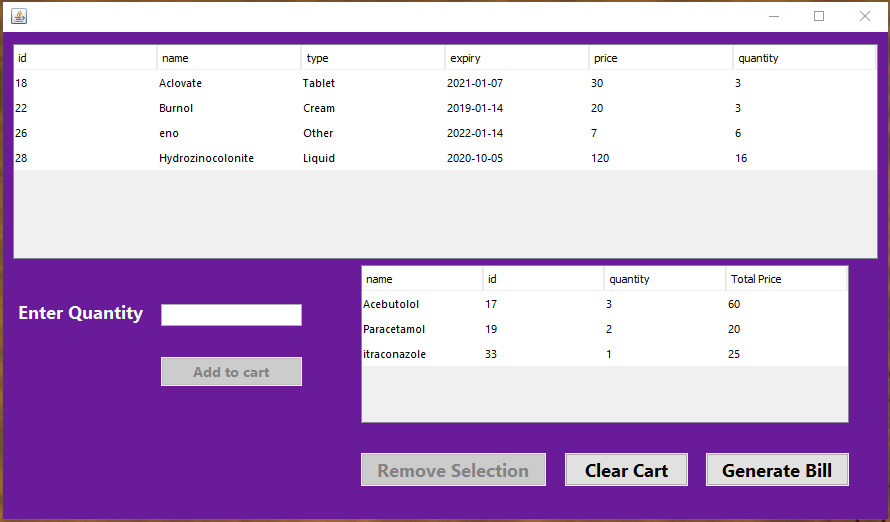 id name type expiry price quantity
18 Aclovate Tablet 2021-01-07 30 3
22 Burnol Cream 2019-01-14 20 3
26 eno Other 2022-01-14 7 6
28 Hydrozinocolonite Liquid 2020-10-05 120 16
name id quantity Total Price
Acebutolol 17 3 60
Paracetamol 19 2 20
itraconazole 33 1 25
Enter Quantity
Add to cart
Remove Selection Clear Cart Generate Bill